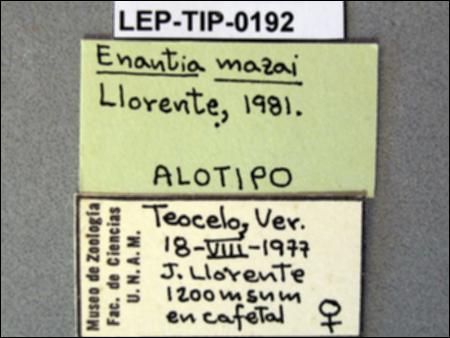 LEP-TIP-0192
Enantia mazai
Llorente, 1981.
ALOTIPO
Museo de Zoología
Fac. de Ciencias
U. N. A. M.
Teocelo, Ver.
18-VIII-1977
J. Llorente
1200 m s n m
en cafetal
♀